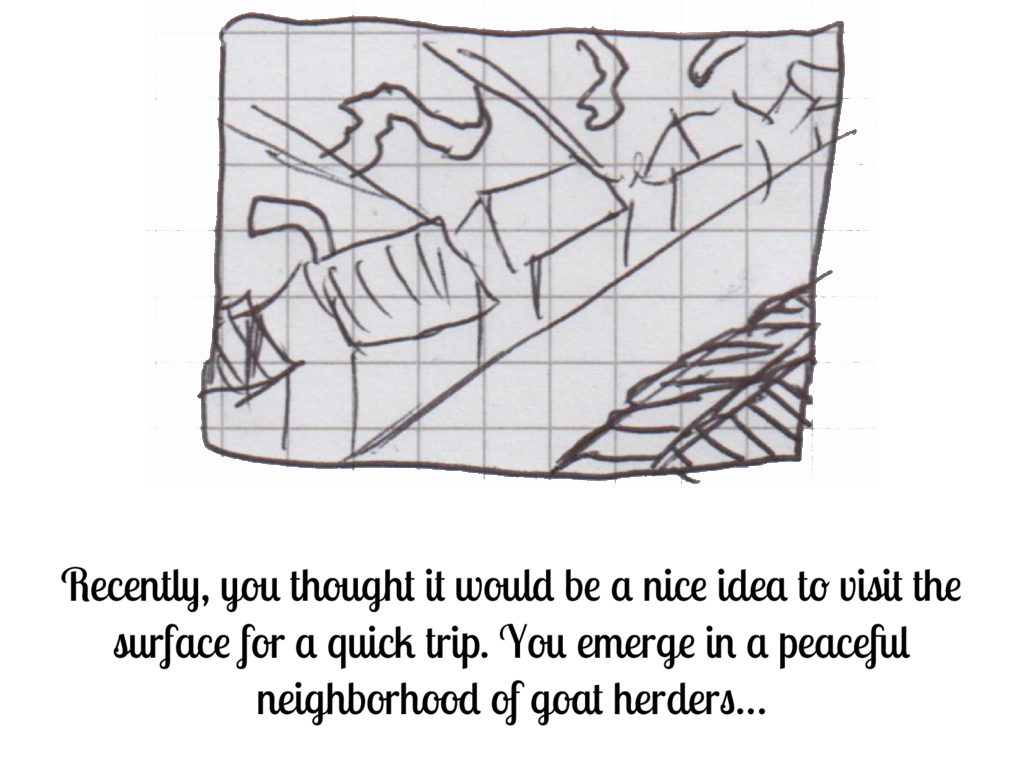 Recently, you thought it would be a nice idea to visit the
surface for a quick trip. You emerge in a peaceful
neighborhood of goat herders...